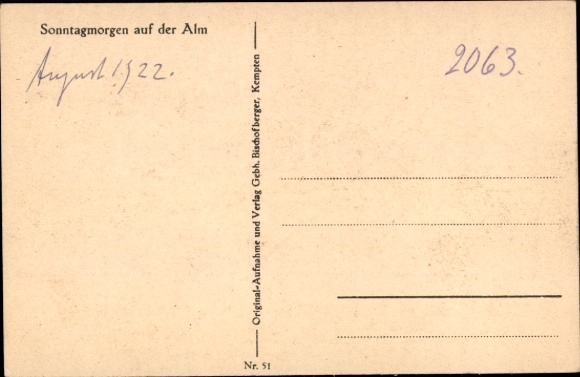 Sonntagmorgen auf der Alm
August 1922.
2063.
Original-Aufnahme und Verlag Gebh. Bischofberger, Kempten
Nr. 51